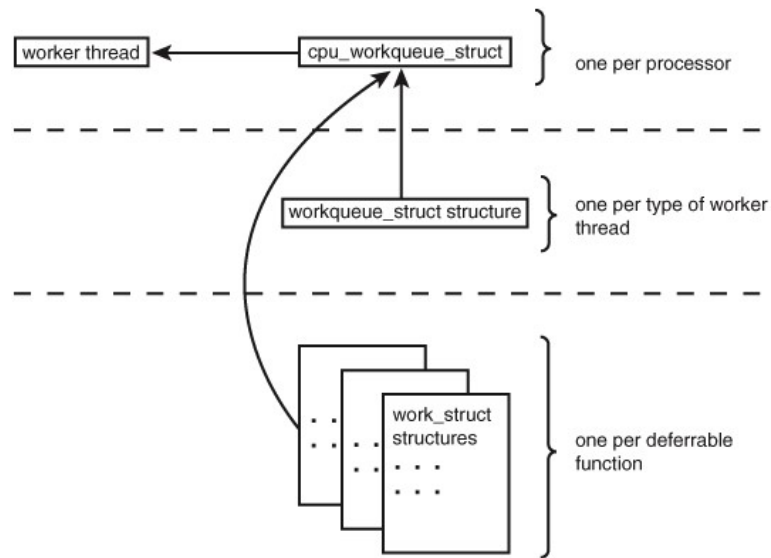 worker thread
cpu_workqueue_struct
one per processor
workqueue_struct structure
one per type of worker
thread
work_struct
structures
one per deferrable
function